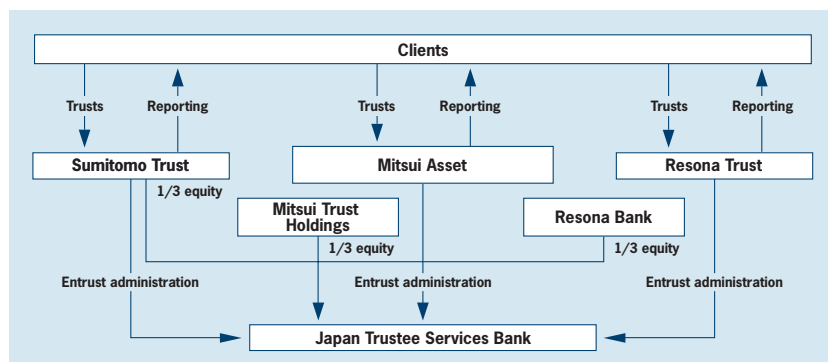 Clients
Trusts
Reporting
Trusts
Reporting
Trusts
Reporting
Sumitomo Trust
Mitsui Asset
Resona Trust
1/3 equity
Mitsui Trust
Holdings
Resona Bank
1/3 equity
1/3 equity
Entrust administration
Entrust administration
Entrust administration
Japan Trustee Services Bank